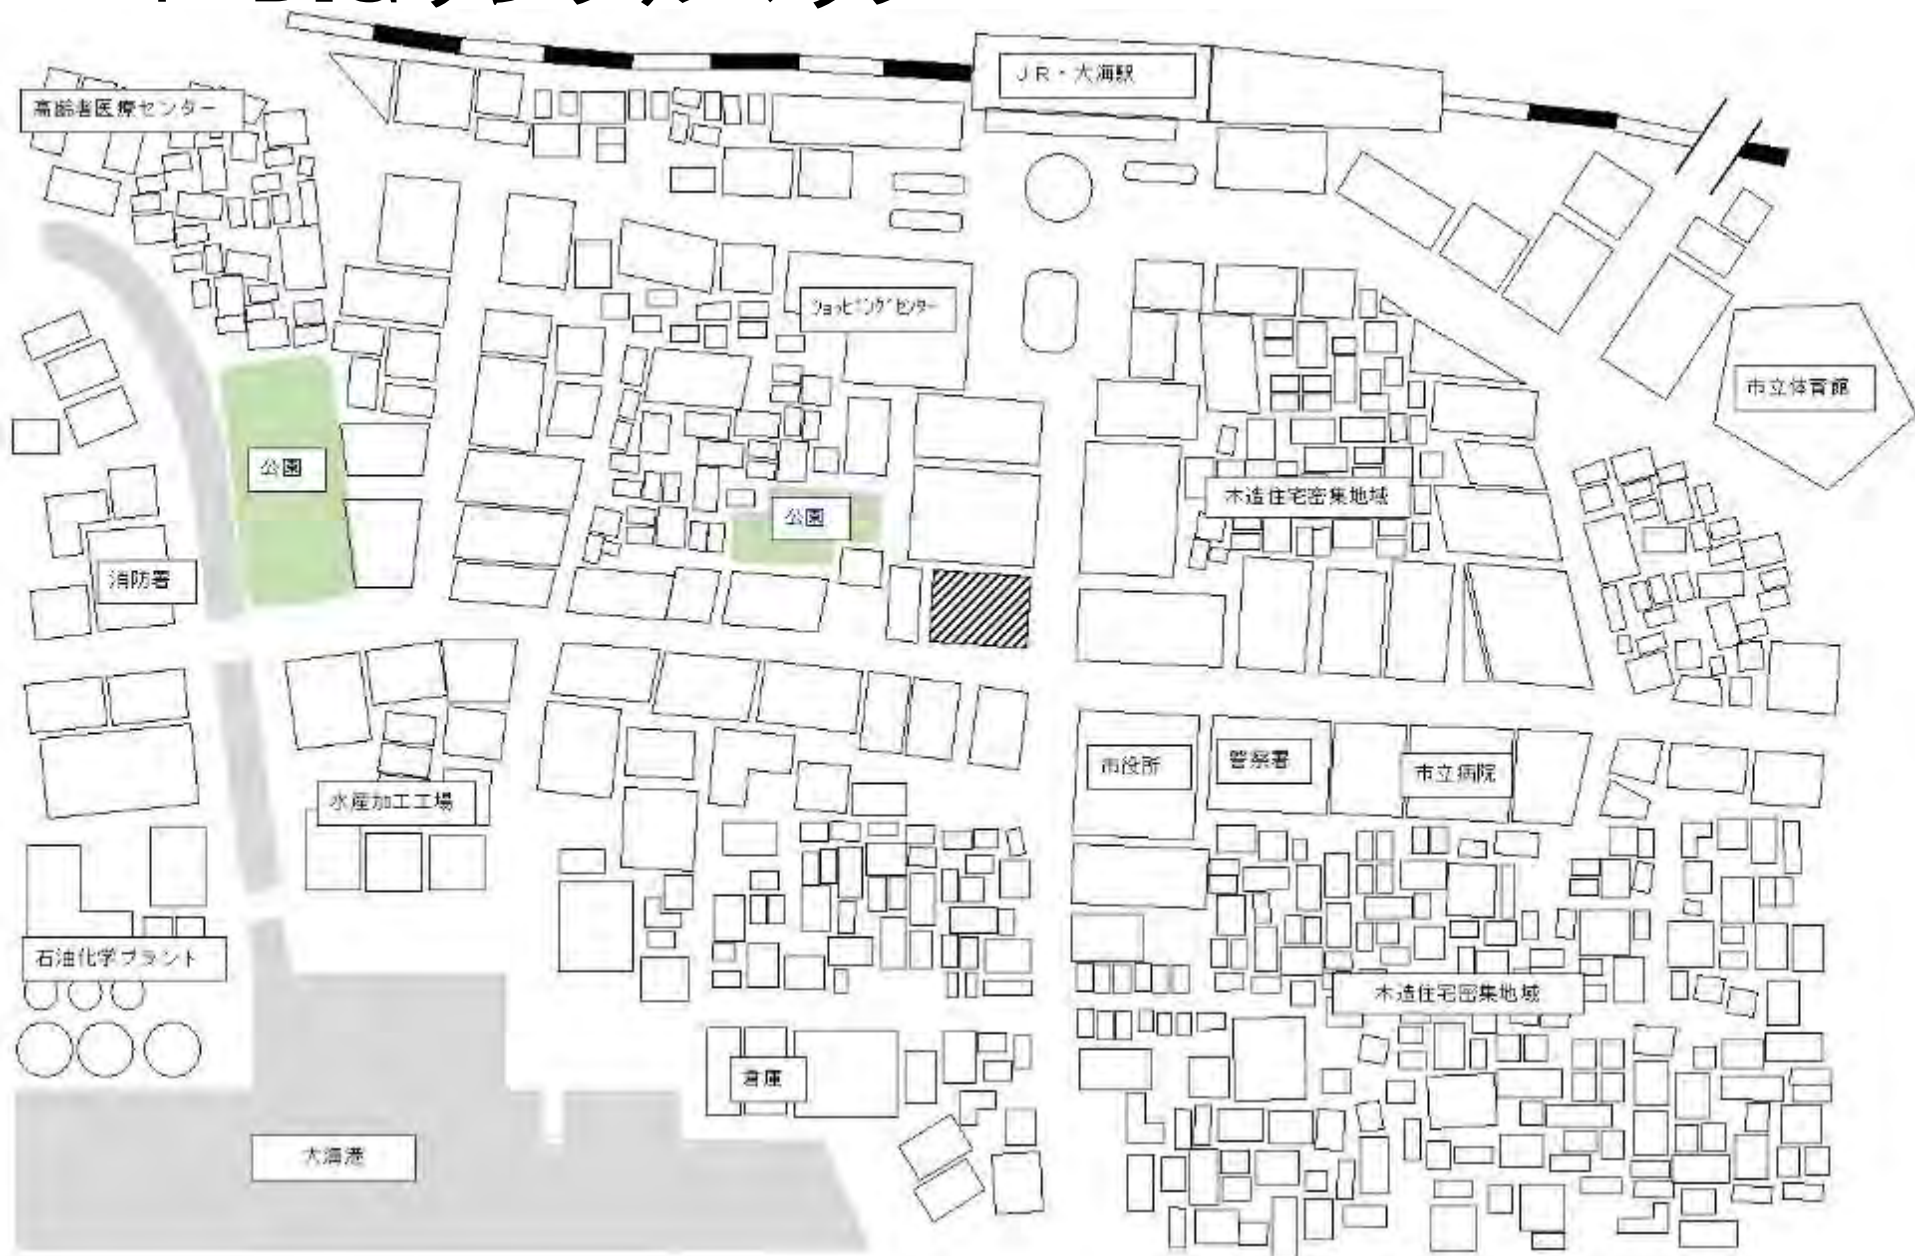 JR・大海駅
高齢者医療センター
ショッピングセンター
市立体育館
公園
木造住宅密集地域
公園
消防署
市役所
警察署
市立病院
水産加工工場
石油化学プラント
木造住宅密集地域
倉庫
大海港